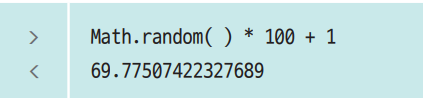 > Math.random( ) * 100 + 1
< 69.77507422327689